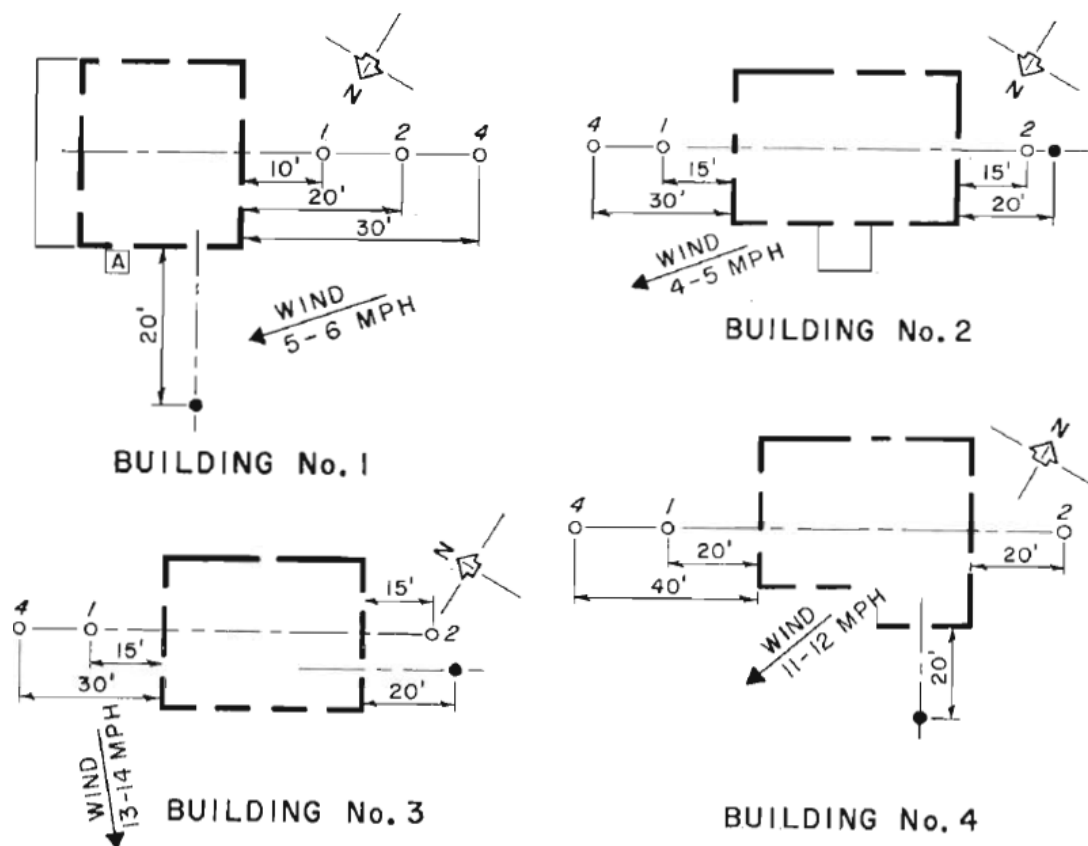 N
1
2
4
10'
20'
30'
A
20'
WIND
5-6 MPH
BUILDING No. 1
N
4
1
2
15'
15'
30'
20'
WIND
4-5 MPH
BUILDING No. 2
N
4
1
15'
2
15'
30'
20'
WIND
13-14 MPH
BUILDING No. 3
N
4
1
2
20'
20'
40'
WIND
11-12 MPH
20'
BUILDING No. 4